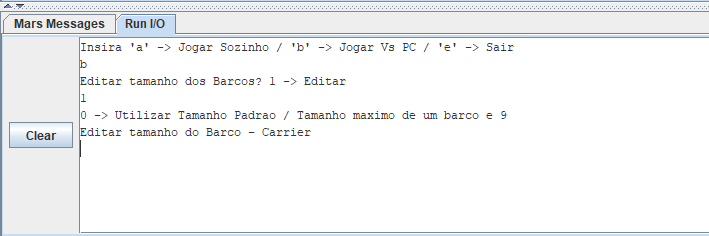 Mars Messages
Run I/O
Insira 'a' -> Jogar Sozinho / 'b' -> Jogar Vs PC / 'e' -> Sair
b
Editar tamanho dos Barcos? 1 -> Editar
1
0 -> Utilizar Tamanho Padrao / Tamanho maximo de um barco e 9
Editar tamanho do Barco - Carrier
Clear